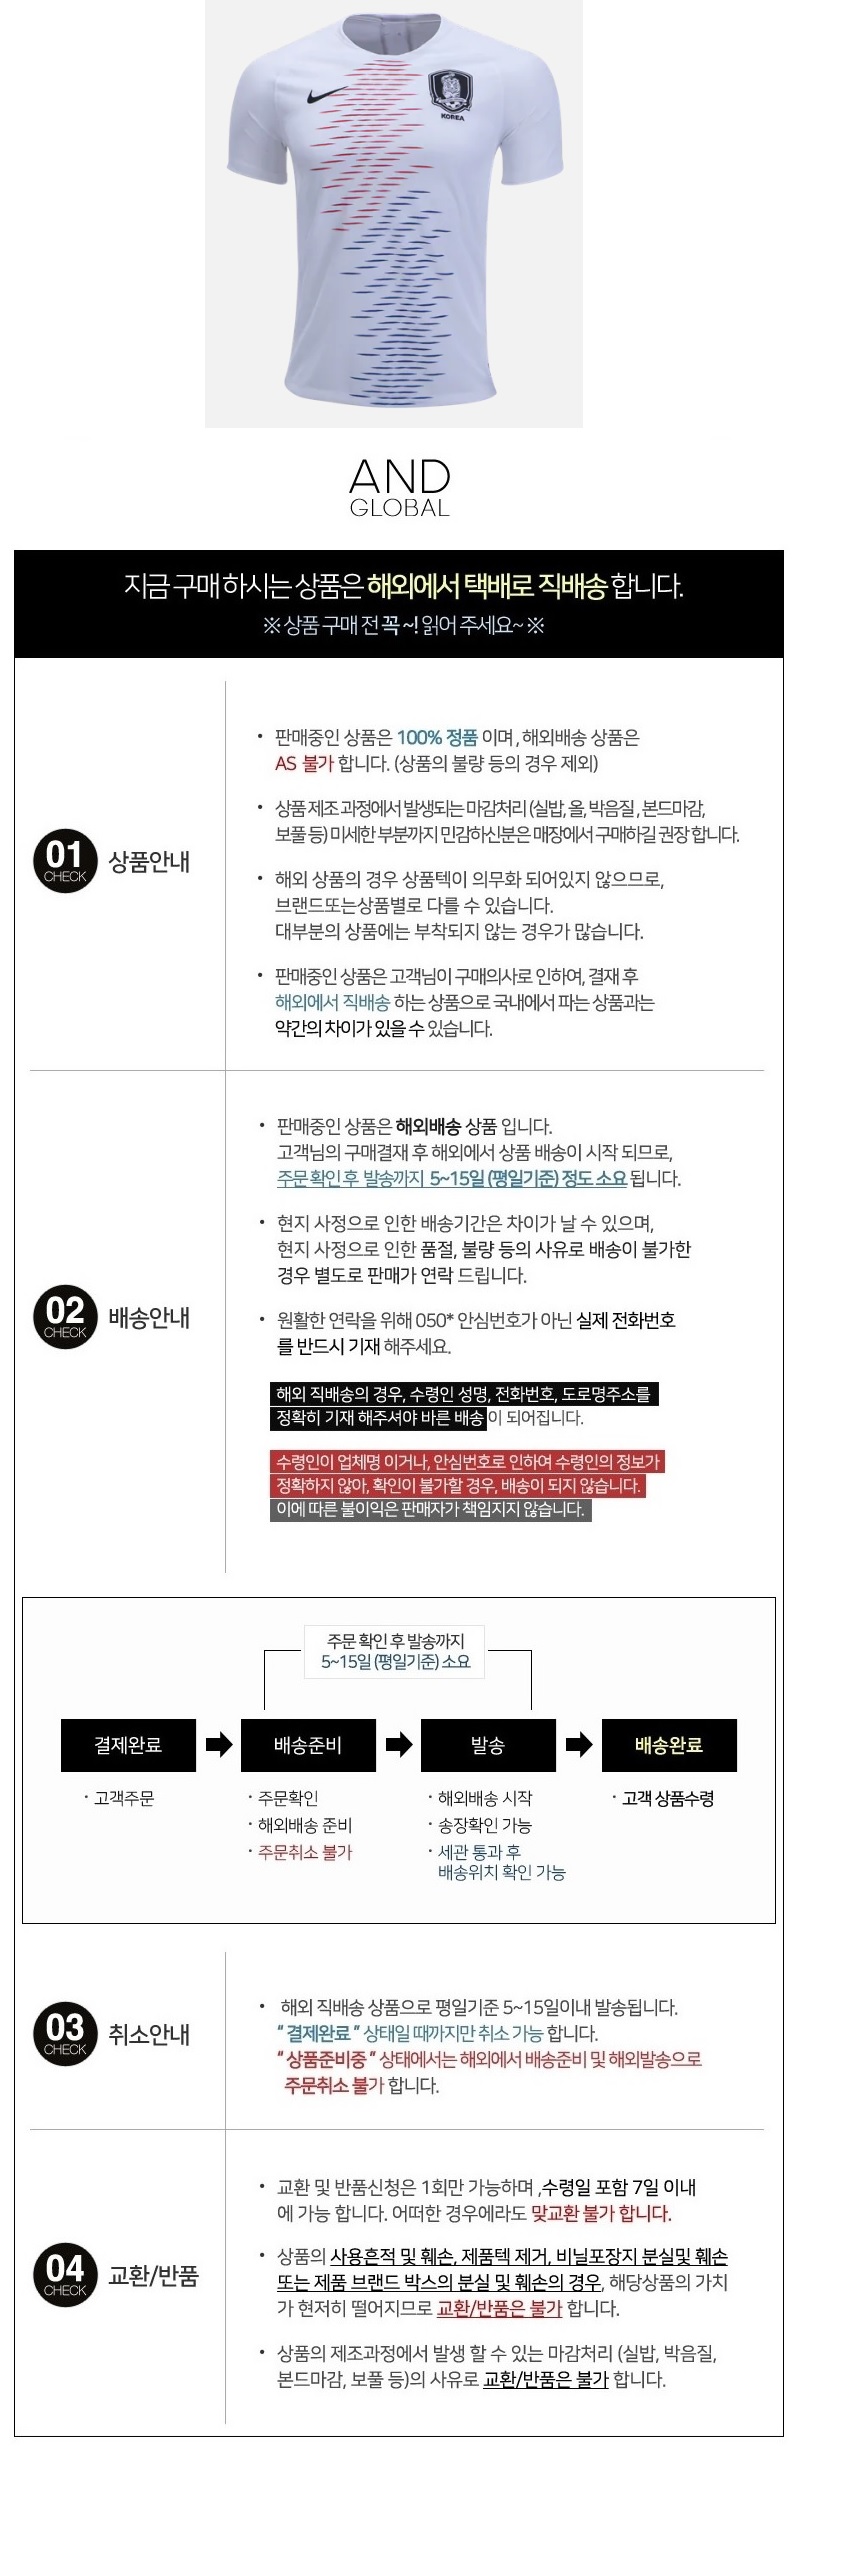 KOREA
AND
GLOBAL
지금 구매 하시는 상품은 해외에서 택배로 직배송 합니다.
※ 상품 구매 전 꼭 ~! 읽어 주세요~ ※
01
CHECK
상품안내
• 판매중인 상품은 100% 정품 이며, 해외배송 상품은
AS 불가 합니다. (상품의 불량 등의 경우 제외)
• 상품 제조 과정에서 발생되는 마감처리 (실밥, 올, 박음질, 본드마감,
보풀 등) 미세한 부분까지 민감하신분은 매장에서 구매하길 권장 합니다.
• 해외 상품의 경우 상품텍이 의무화 되어있지 않으므로,
브랜드또는상품별로 다를 수 있습니다.
대부분의 상품에는 부착되지 않는 경우가 많습니다.
• 판매중인 상품은 고객님이 구매의사로 인하여, 결재 후
해외에서 직배송 하는 상품으로 국내에서 파는 상품과는
약간의 차이가 있을 수 있습니다.
02
CHECK
배송안내
• 판매중인 상품은 해외배송 상품 입니다.
고객님의 구매결재 후 해외에서 상품 배송이 시작 되므로,
주문 확인 후 발송까지 5~15일 (평일기준) 정도 소요 됩니다.
• 현지 사정으로 인한 배송기간은 차이가 날 수 있으며,
현지 사정으로 인한 품절, 불량 등의 사유로 배송이 불가한
경우 별도로 판매가 연락 드립니다.
• 원활한 연락을 위해 050* 안심번호가 아닌 실제 전화번호
를 반드시 기재 해주세요.
해외 직배송의 경우, 수령인 성명, 전화번호, 도로명주소를
정확히 기재 해주셔야 바른 배송이 되어집니다.
수령인이 업체명 이거나, 안심번호로 인하여 수령인의 정보가
정확하지 않아, 확인이 불가할 경우, 배송이 되지 않습니다.
이에 따른 불이익은 판매자가 책임지지 않습니다.
주문 확인 후 발송까지
5~15일 (평일기준) 소요
결제완료
배송준비
발송
배송완료
· 고객주문
· 주문확인
· 해외배송 준비
· 주문취소 불가
· 해외배송 시작
· 송장확인 가능
· 세관 통과 후
배송위치 확인 가능
· 고객 상품수령
03
CHECK
취소안내
• 해외 직배송 상품으로 평일기준 5~15일이내 발송됩니다.
" 결제완료 " 상태일 때까지만 취소 가능 합니다.
" 상품준비중 " 상태에서는 해외에서 배송준비 및 해외발송으로
주문취소 불가 합니다.
04
CHECK
교환/반품
• 교환 및 반품신청은 1회만 가능하며 ,수령일 포함 7일 이내
에 가능 합니다. 어떠한 경우에라도 맞교환 불가 합니다.
• 상품의 사용흔적 및 훼손, 제품텍 제거, 비닐포장지 분실및 훼손
또는 제품 브랜드 박스의 분실 및 훼손의 경우, 해당상품의 가치
가 현저히 떨어지므로 교환/반품은 불가 합니다.
• 상품의 제조과정에서 발생 할 수 있는 마감처리 (실밥, 박음질,
본드마감, 보풀 등)의 사유로 교환/반품은 불가 합니다.